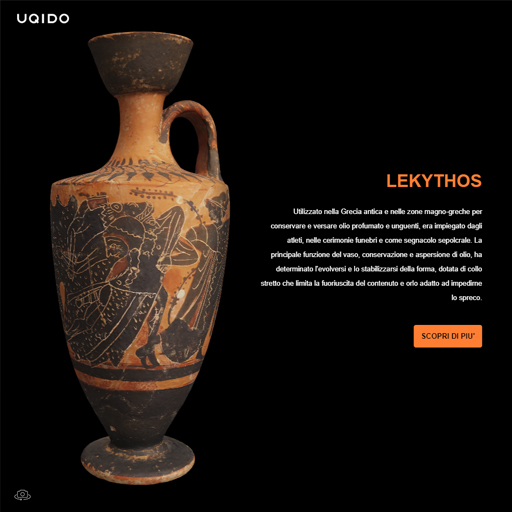 UQIDO
LEKYTHOS
Utilizzato nella Grecia antica e nelle zone magno-greche per
conservare e versare olio profumato e unguenti, era impiegato dagli
atleti, nelle cerimonie funebri e come segnacolo sepolcrale. La
principale funzione del vaso, conservazione e aspersione di olio, ha
determinato l'evolversi e lo stabilizzarsi della forma, dotata di collo
stretto che limita la fuoriuscita del contenuto e orlo adatto ad impedirne
lo spreco.
SCOPRI DI PIU'